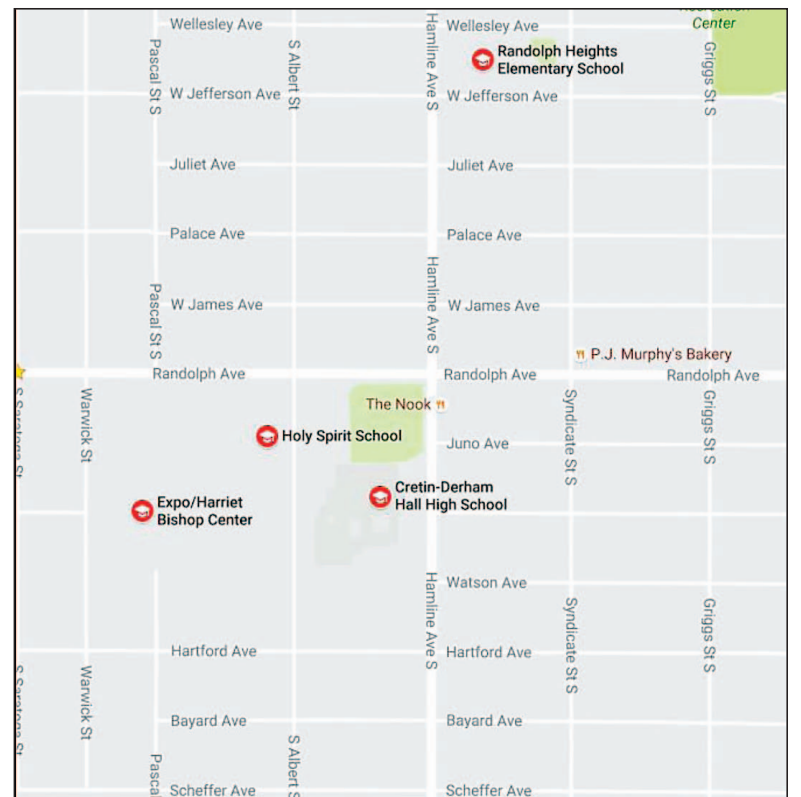 Recreation
Center
Wellesley Ave
Wellesley Ave
Pascal St S
S Albert St
Hamline Ave S
Griggs St S
Randolph Heights
Elementary School
W Jefferson Ave
W Jefferson Ave
Juliet Ave
Juliet Ave
Palace Ave
Palace Ave
Pascal St S
Hamline Ave S
W James Ave
W James Ave
P.J. Murphy's Bakery
Randolph Ave
Randolph Ave
Randolph Ave
S Saratoga St
Warwick St
The Nook
Syndicate St S
Griggs St S
Holy Spirit School
Juno Ave
Cretin-Derham
Hall High School
Expo/Harriet
Bishop Center
Watson Ave
Hamline Ave S
Syndicate St S
Griggs St S
Hartford Ave
Hartford Ave
S Saratoga St
Warwick St
Bayard Ave
Bayard Ave
S Albert S
Pascal
Scheffer Ave
Scheffer Ave